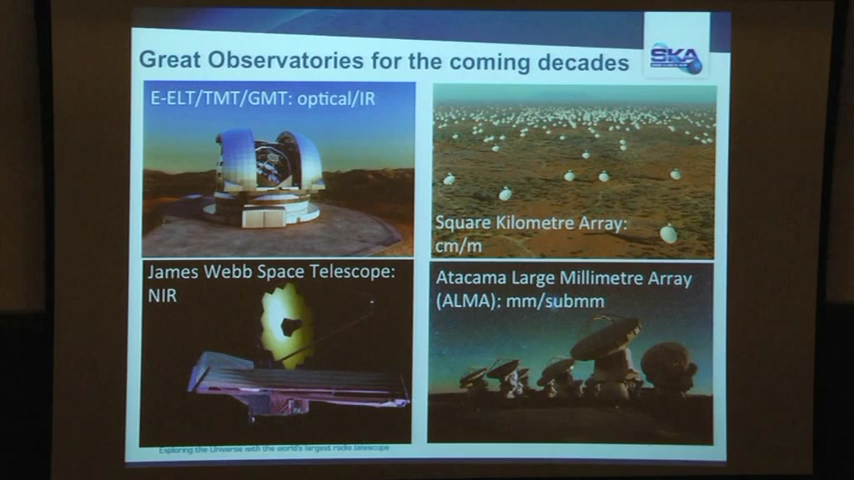 Great Observatories for the coming decades
SKA
E-ELT/TMT/GMT: optical/IR
Square Kilometre Array:
cm/m
James Webb Space Telescope:
NIR
Atacama Large Millimetre Array
(ALMA): mm/submm
Exploring the Universe with the world's largest radio telescope